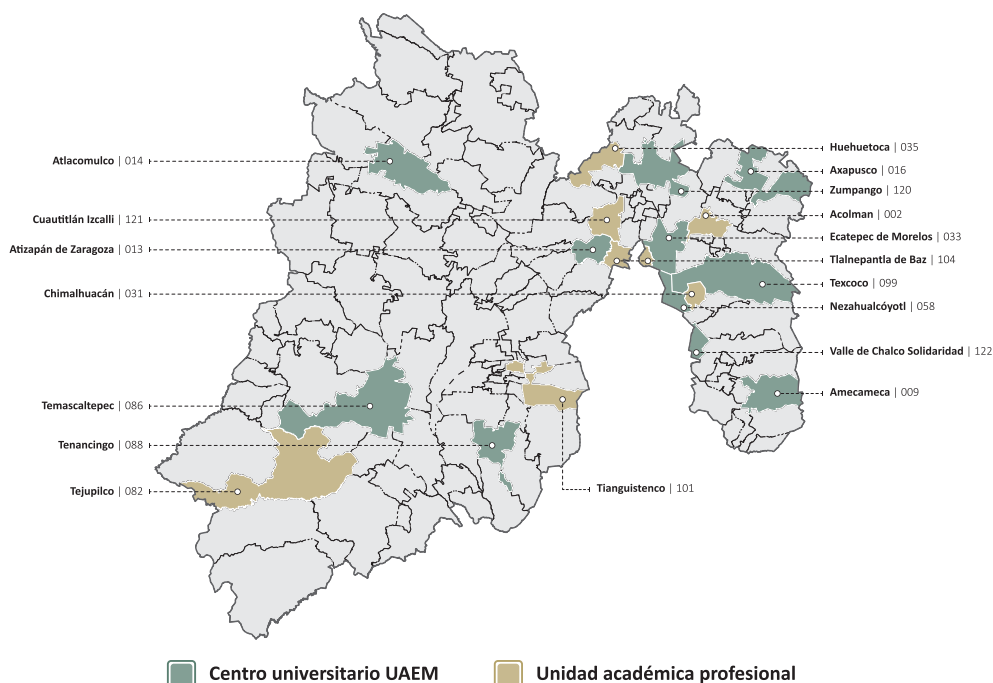 Atlacomulco | 014
Cuautitlán Izcalli | 121
Atizapán de Zaragoza | 013
Chimalhuacán | 031
Temascaltepec | 086
Tenancingo | 088
Tejupilco | 082
Huehuetoca | 035
Axapusco | 016
Zumpango | 120
Acolman | 002
Ecatepec de Morelos | 033
Tlalnepantla de Baz | 104
Texcoco | 099
Nezahualcóyotl | 058
Valle de Chalco Solidaridad | 122
Amecameca | 009
Tianguistenco | 101
Centro universitario UAEM
Unidad académica profesional